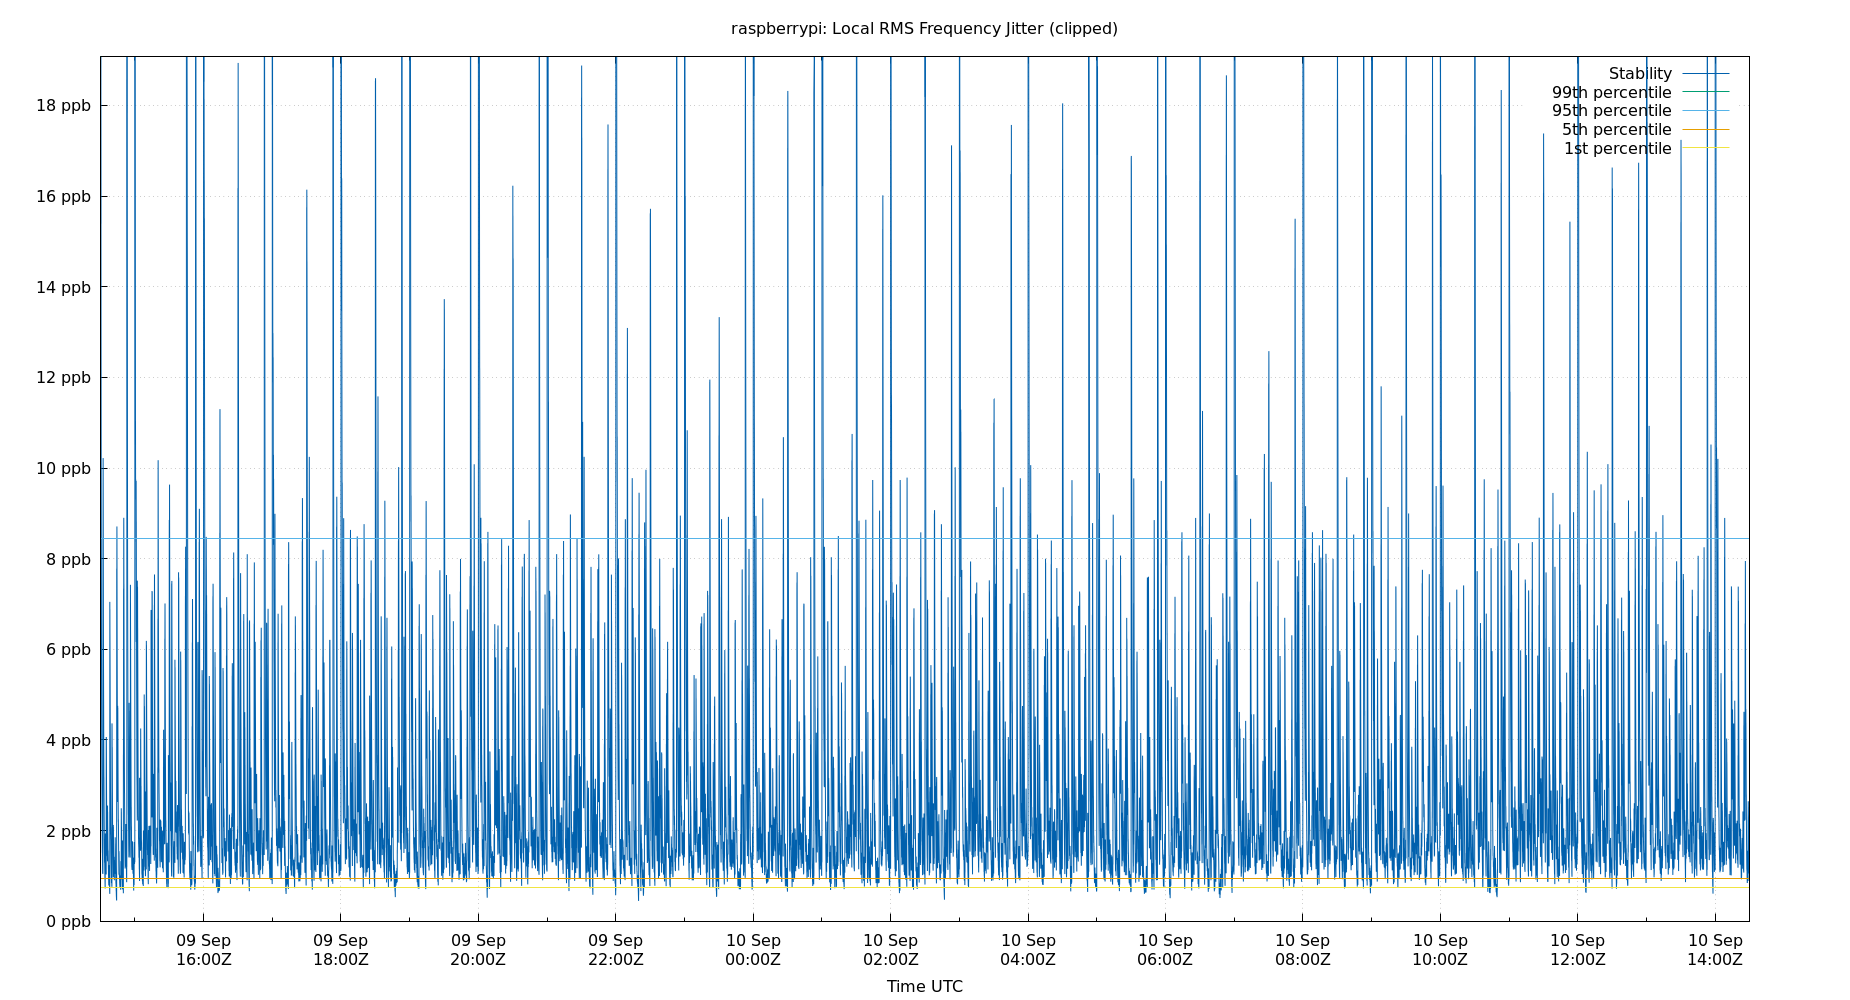 raspberrypi: Local RMS Frequency Jitter (clipped)
Stability
99th percentile
95th percentile
5th percentile
1st percentile
18 ppb
16 ppb
14 ppb
12 ppb
10 ppb
8 ppb
6 ppb
4 ppb
2 ppb
0 ppb
09 Sep 09 Sep 09 Sep 09 Sep 10 Sep 10 Sep 10 Sep 10 Sep 10 Sep 10 Sep 10 Sep 10 Sep
16:00Z 18:00Z 20:00Z 22:00Z 00:00Z 02:00Z 04:00Z 06:00Z 08:00Z 10:00Z 12:00Z 14:00Z
Time UTC